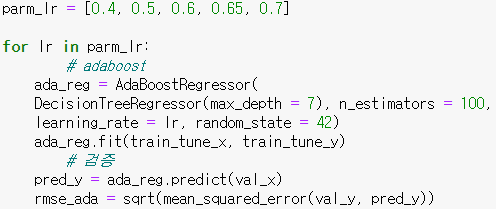 parm_lr = [0.4, 0.5, 0.6, 0.65, 0.7]
for lr in parm_lr:
# adaboost
ada_reg = AdaBoostRegressor(
DecisionTreeRegressor(max_depth = 7), n_estimators = 100,
learning_rate = lr, random_state = 42)
ada_reg.fit(train_tune_x, train_tune_y)
# 검증
pred_y = ada_reg.predict(val_x)
rmse_ada = sqrt(mean_squared_error(val_y, pred_y))